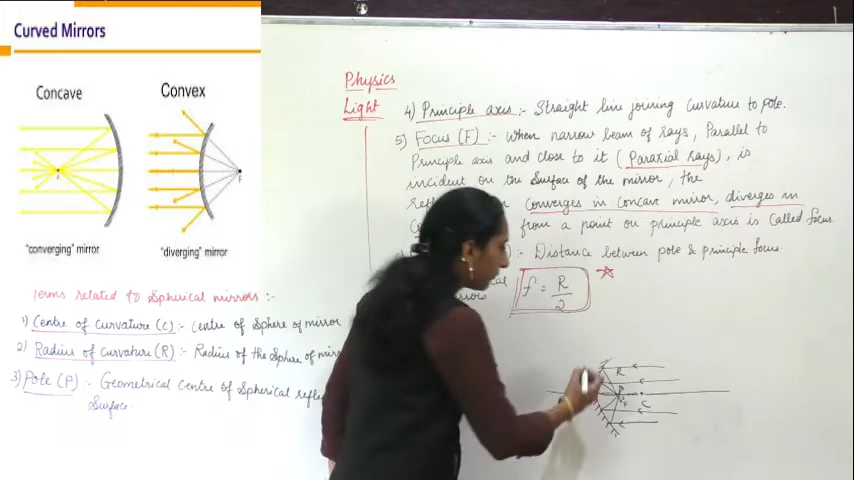 Curved Mirrors
Concave
Convex
F
F
"converging" mirror
"diverging" mirror
Terms related to Spherical mirrors :-
1) Centre of curvature (C) :- Centre of Sphere of mirror
2) Radius of curvature (R) :- Radius of the Sphere of
3) Pole (P) :- Geometrical Centre of Spherical
Surface
Physics
Light
4) Principle axis :- Straight line joining curvature to pole.
5) Focus (F) :- When narrow beam of rays, Parallel to
Principle axis and close to it (Paraxial rays), is
incident on the Surface of the mirror, the
Converges in Concave mirror, diverges in
from a point on principle axis is called focus.
:- Distance between pole & principle focus.
f = R/2
R
P
F
C